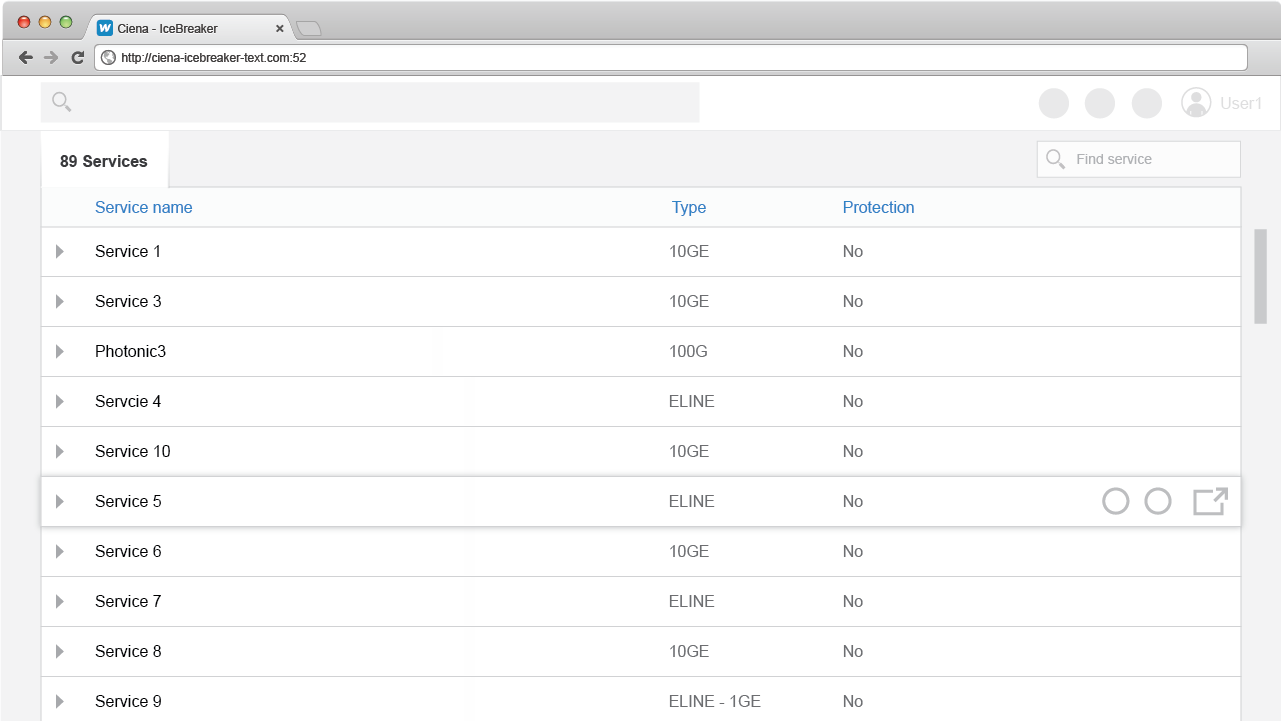 W Ciena - IceBreaker
http://ciena-icebreaker-text.com:52
User1
89 Services
Find service
Service name Type Protection
Service 1 10GE No
Service 3 10GE No
Photonic3 100G No
Servcie 4 ELINE No
Service 10 10GE No
Service 5 ELINE No
Service 6 10GE No
Service 7 ELINE No
Service 8 10GE No
Service 9 ELINE - 1GE No